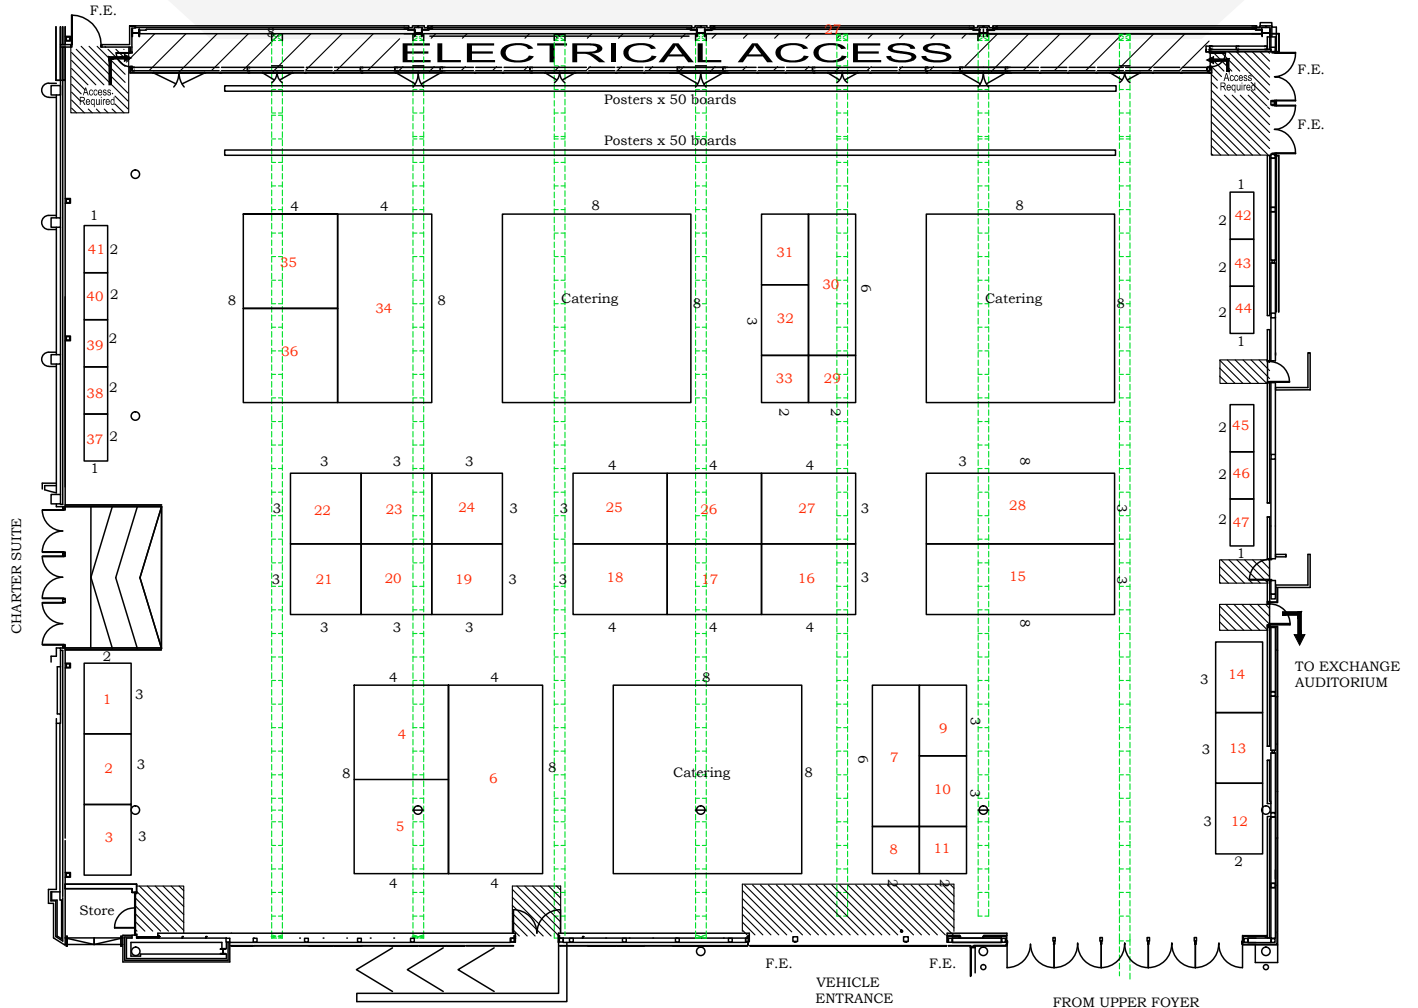 F.E.
37
8
ELECTRICAL ACCESS
Access
Required
Access
Required
F.E.
F.E.
Posters x 50 boards
Posters x 50 boards
1
41 2
40 2
39 2
38 2
37 2
1
4 4
35
8 34 8
36
8
Catering 8
31
30 6
32 3
33 29
2 2
8
Catering 8
1
2 42
2 43
2 44
1
2 45
2 46
2 47
1
3 3 3
3 22 23 24 3
3 21 20 19 3
3 3 3
4 4 4
3 25 26 27 3
3 18 17 16 3
4 4 4
3 8
28 3
15 3
8
CHARTER SUITE
TO EXCHANGE
AUDITORIUM
2
1 3
2 3
3 3
4 4
4
8 6 8
5
4 4
8
Catering 8
7 9 3
6
10 3
8 11
2 2
3 14
3 13
3 12
2
Store
F.E.
F.E.
VEHICLE
ENTRANCE
FROM UPPER FOYER